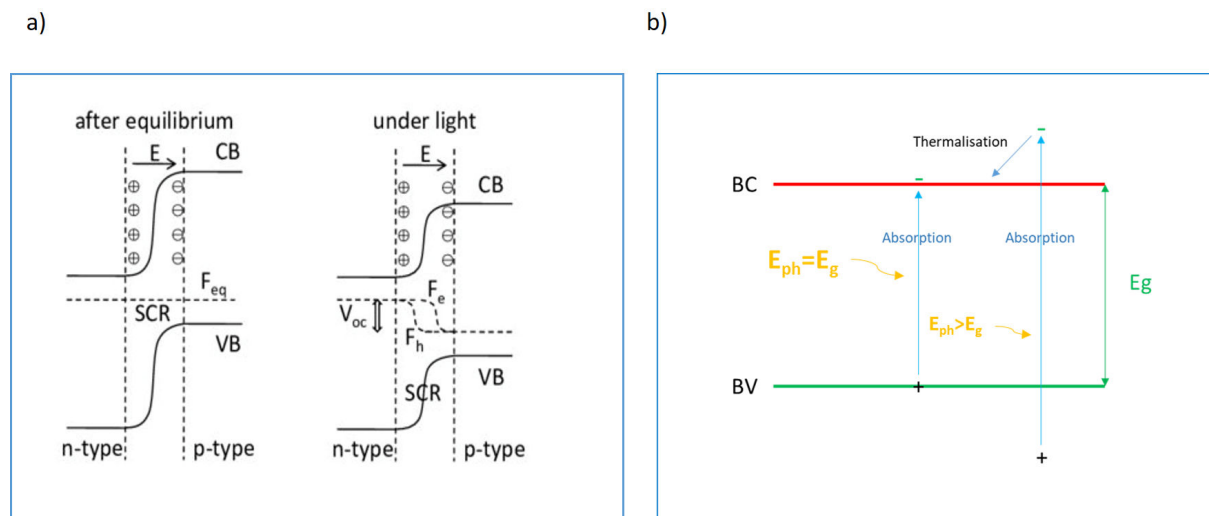 a)
b)
after equilibrium
under light
E
CB
⊕ ⊖
⊕ ⊖
⊕ ⊖
⊕ ⊖
F_eq
SCR
VB
n-type
p-type
E
CB
⊕ ⊖
⊕ ⊖
⊕ ⊖
⊕ ⊖
F_e
V_oc
F_h
SCR
VB
n-type
p-type
-
Thermalisation
BC
-
Absorption
Absorption
E_ph=E_g
Eg
E_ph>E_g
BV
+
+